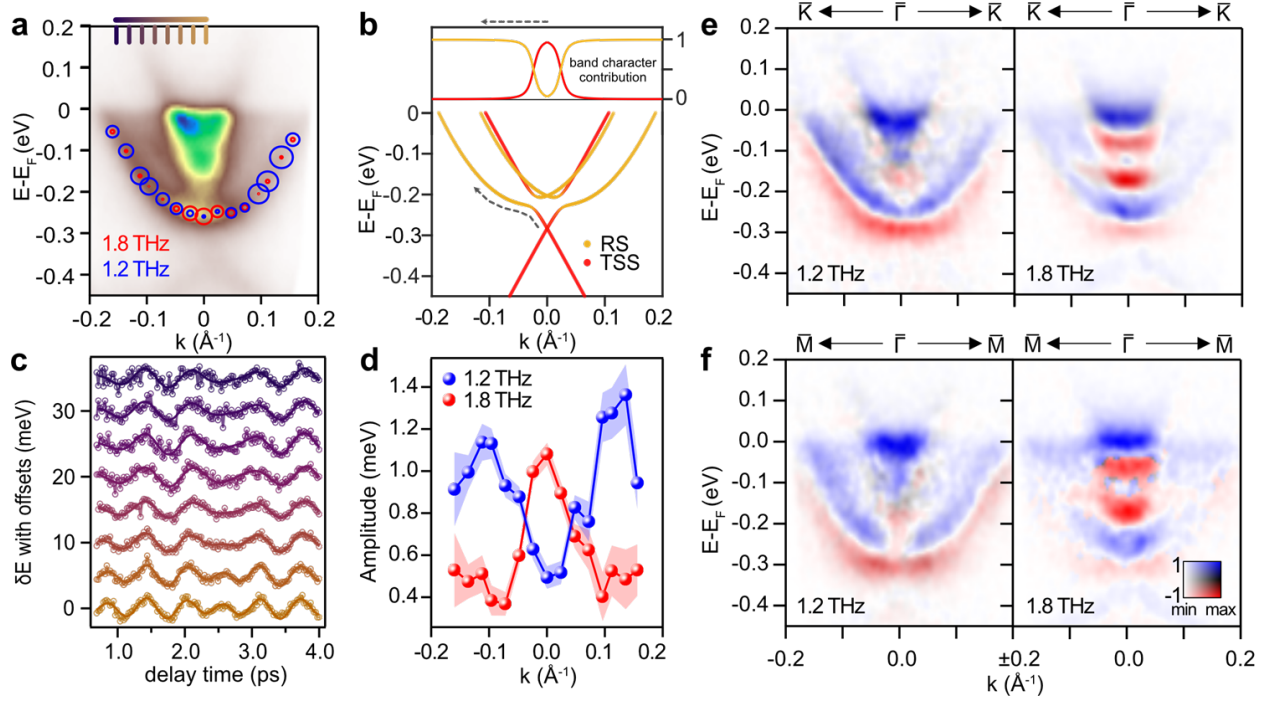 a
0.2
0.1
0
-0.1
-0.2
-0.3
-0.4
E-E_F (eV)
1.8 THz
1.2 THz
-0.2 -0.1 0 0.1 0.2
k (Å⁻¹)
b
1
0
band character
contribution
0
-0.1
-0.2
-0.3
-0.4
E-E_F (eV)
RS
TSS
-0.2 -0.1 0.0 0.1 0.2
k (Å⁻¹)
c
30
20
10
0
δE with offsets (meV)
1.0 2.0 3.0 4.0
delay time (ps)
d
1.2 THz
1.8 THz
1.4
1.2
1.0
0.8
0.6
0.4
Amplitude (meV)
-0.2 -0.1 0.0 0.1 0.2
k (Å⁻¹)
e
K̅ Γ̅ K̅
K̅ Γ̅ K̅
0.2
0.1
0.0
-0.1
-0.2
-0.3
-0.4
E-E_F (eV)
1.2 THz
1.8 THz
f
M̅ Γ̅ M̅
M̅ Γ̅ M̅
0.2
0.1
0.0
-0.1
-0.2
-0.3
-0.4
E-E_F (eV)
1.2 THz
1.8 THz
1
-1
min max
-0.2 0.0 ±0.2 0.0 0.2
k (Å⁻¹)